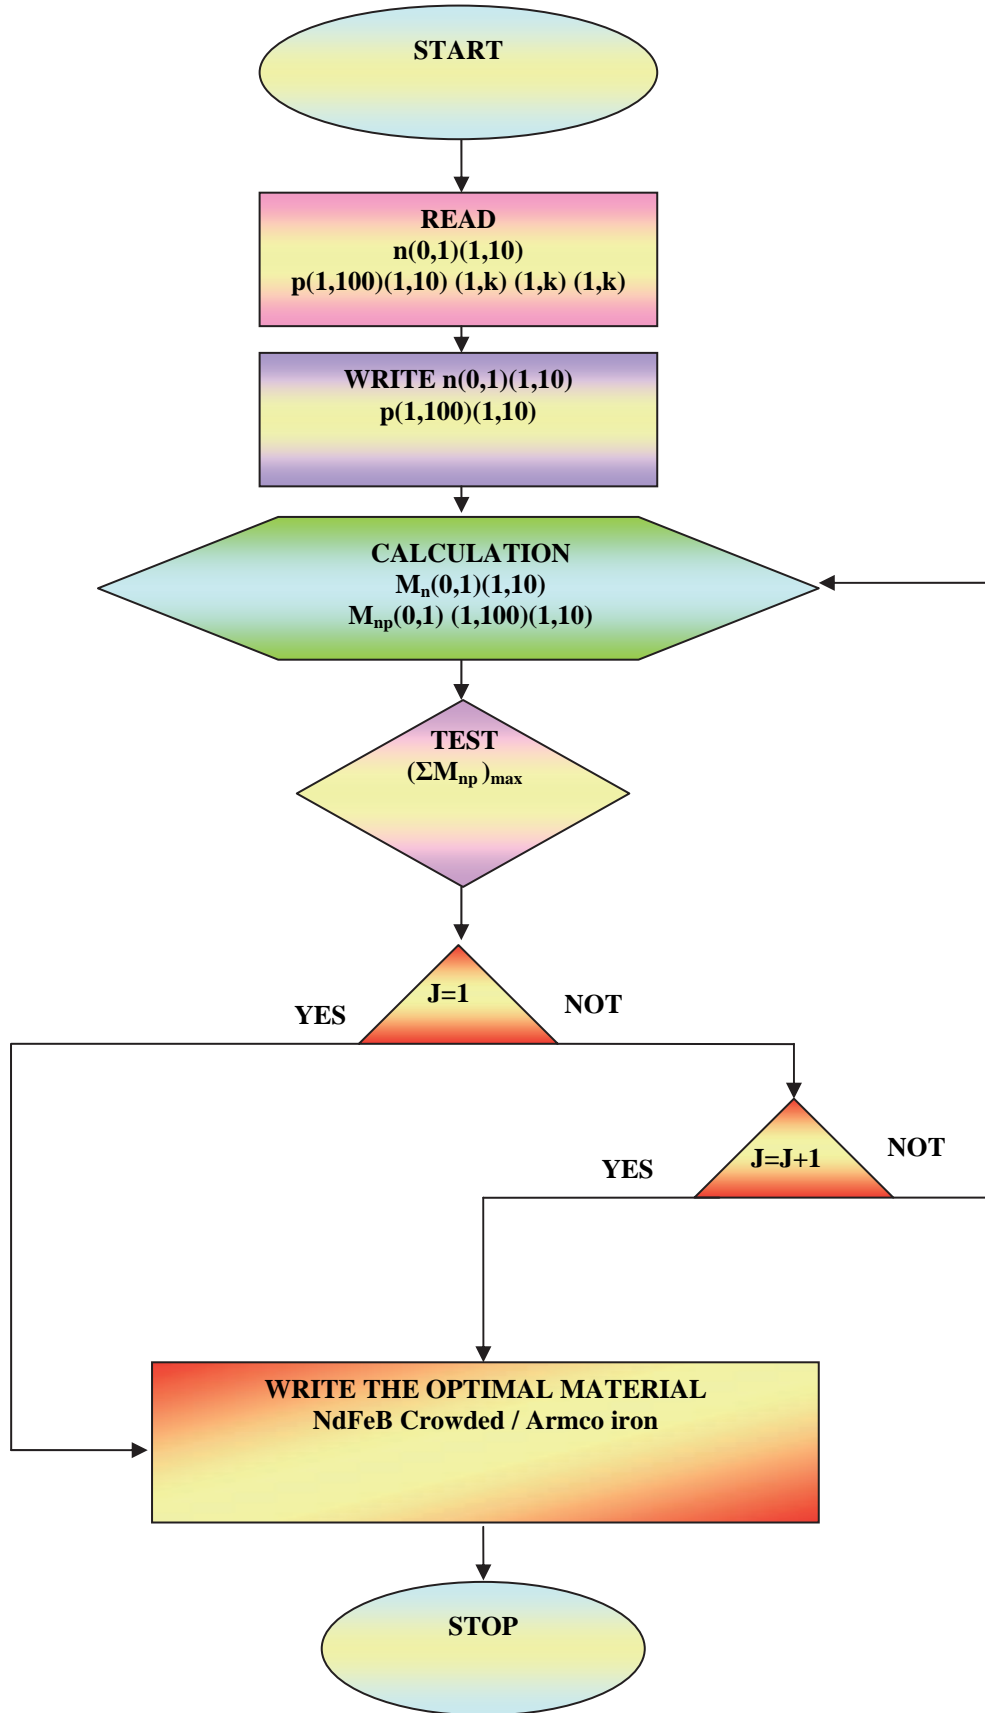 START
READ
n(0,1)(1,10)
p(1,100)(1,10) (1,k) (1,k) (1,k)
WRITE n(0,1)(1,10)
p(1,100)(1,10)
CALCULATION
Mn(0,1)(1,10)
Mnp(0,1) (1,100)(1,10)
TEST
(ΣMnp )max
J=1
YES
NOT
J=J+1
YES
NOT
WRITE THE OPTIMAL MATERIAL
NdFeB Crowded / Armco iron
STOP